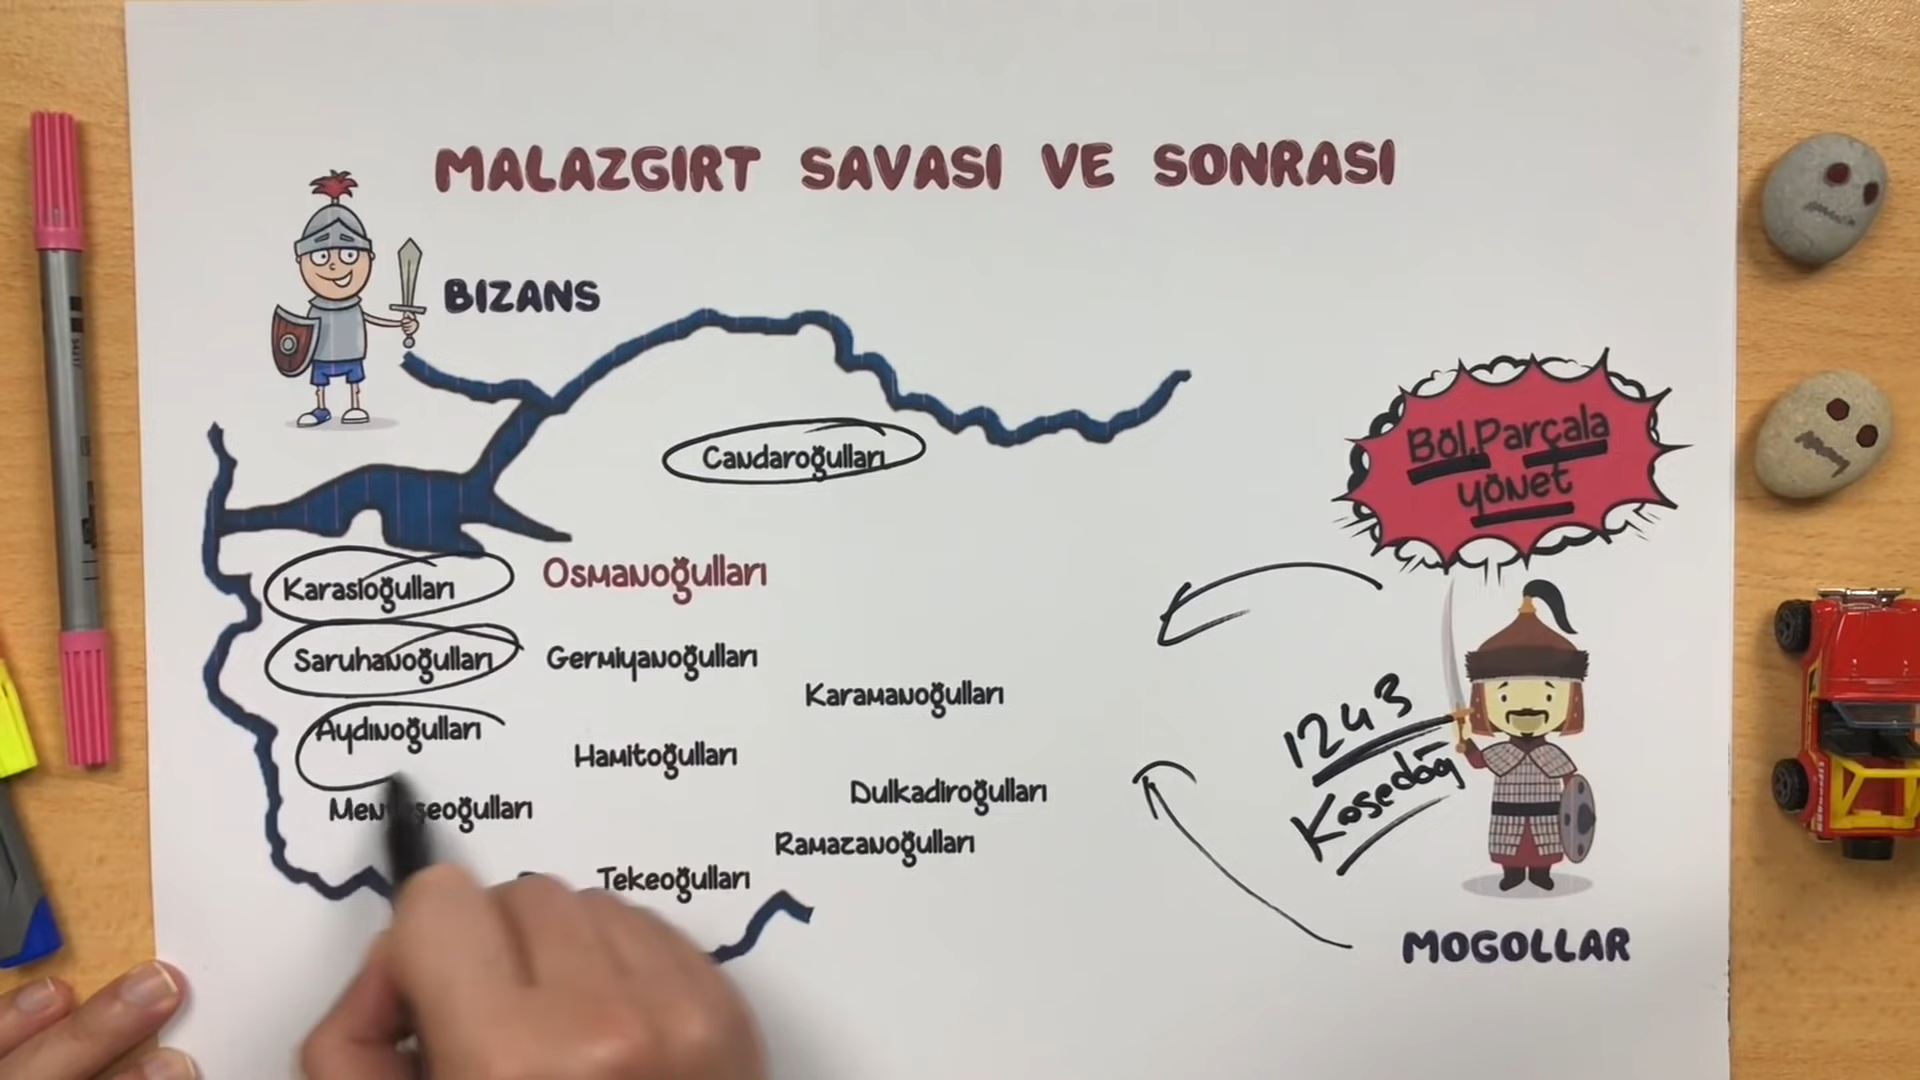 MALAZGIRT SAVASI VE SONRASI
BIZANS
Candaroğulları
Böl,Parçala
yönet
Karasioğulları
Osmanoğulları
Saruhanoğulları
Germiyanoğulları
Karamanoğulları
1243
Kosedağ
Aydınoğulları
Hamitoğulları
Dulkadiroğulları
Ramazanoğulları
Tekeoğulları
MOGOLLAR